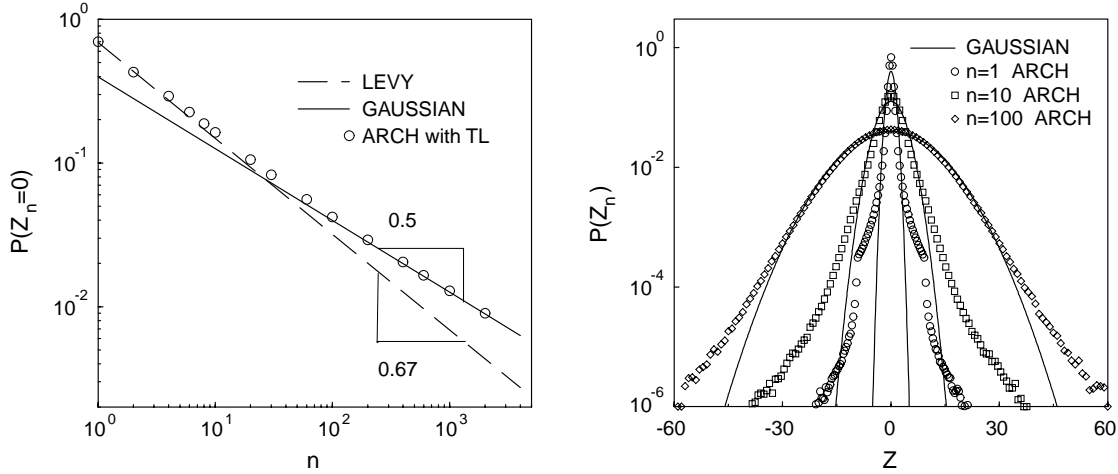 10^0
10^-1
10^-2
P(Z_n=0)
LEVY
GAUSSIAN
ARCH with TL
0.5
0.67
10^0 10^1 10^2 10^3
n
10^0
10^-2
10^-4
10^-6
P(Z_n)
GAUSSIAN
n=1 ARCH
n=10 ARCH
n=100 ARCH
-60 -30 0 30 60
Z